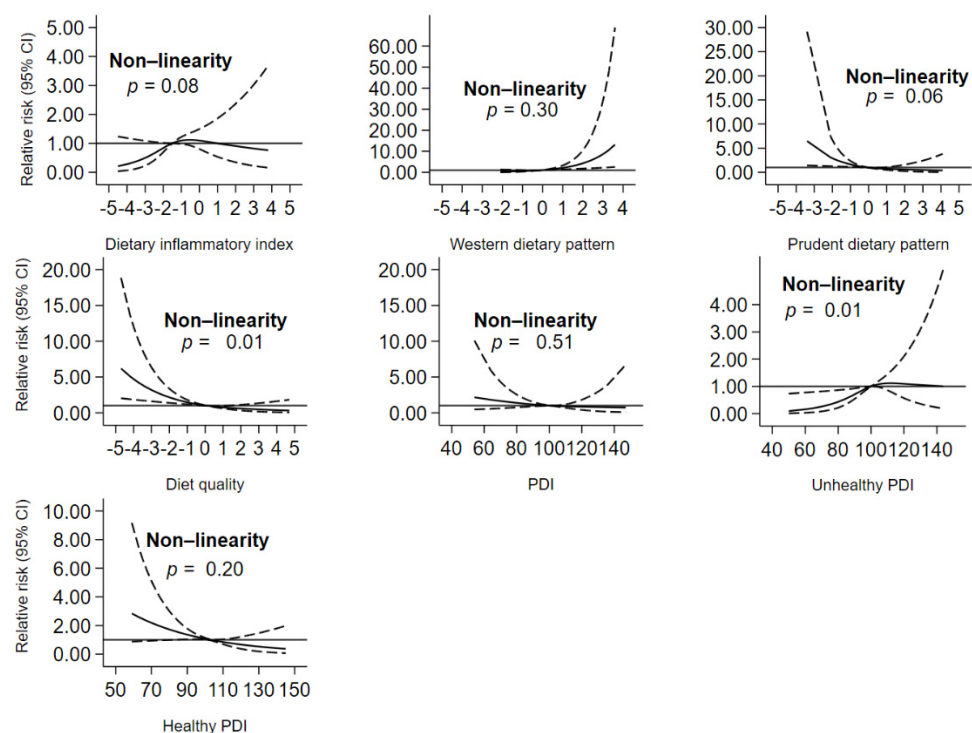 Relative risk (95% CI)
5.00
4.00
3.00
2.00
1.00
0.00
Non–linearity
p = 0.08
-5 -4 -3 -2 -1 0 1 2 3 4 5
Dietary inflammatory index
60.00
50.00
40.00
30.00
20.00
10.00
0.00
Non–linearity
p = 0.30
-4 -3 -2 -1 0 1 2 3 4
Western dietary pattern
30.00
25.00
20.00
15.00
10.00
5.00
0.00
Non–linearity
p = 0.06
-5 -4 -3 -2 -1 0 1 2 3 4 5
Prudent dietary pattern
Relative risk (95% CI)
20.00
15.00
10.00
5.00
0.00
Non–linearity
p = 0.01
-5 -4 -3 -2 -1 0 1 2 3 4 5
Diet quality
20.00
15.00
10.00
5.00
0.00
Non–linearity
p = 0.51
40 60 80 100 120 140
PDI
4.00
3.00
2.00
1.00
0.00
Non–linearity
p = 0.01
40 60 80 100 120 140
Unhealthy PDI
Relative risk (95% CI)
10.00
8.00
6.00
4.00
2.00
0.00
Non–linearity
p = 0.20
50 70 90 110 130 150
Healthy PDI